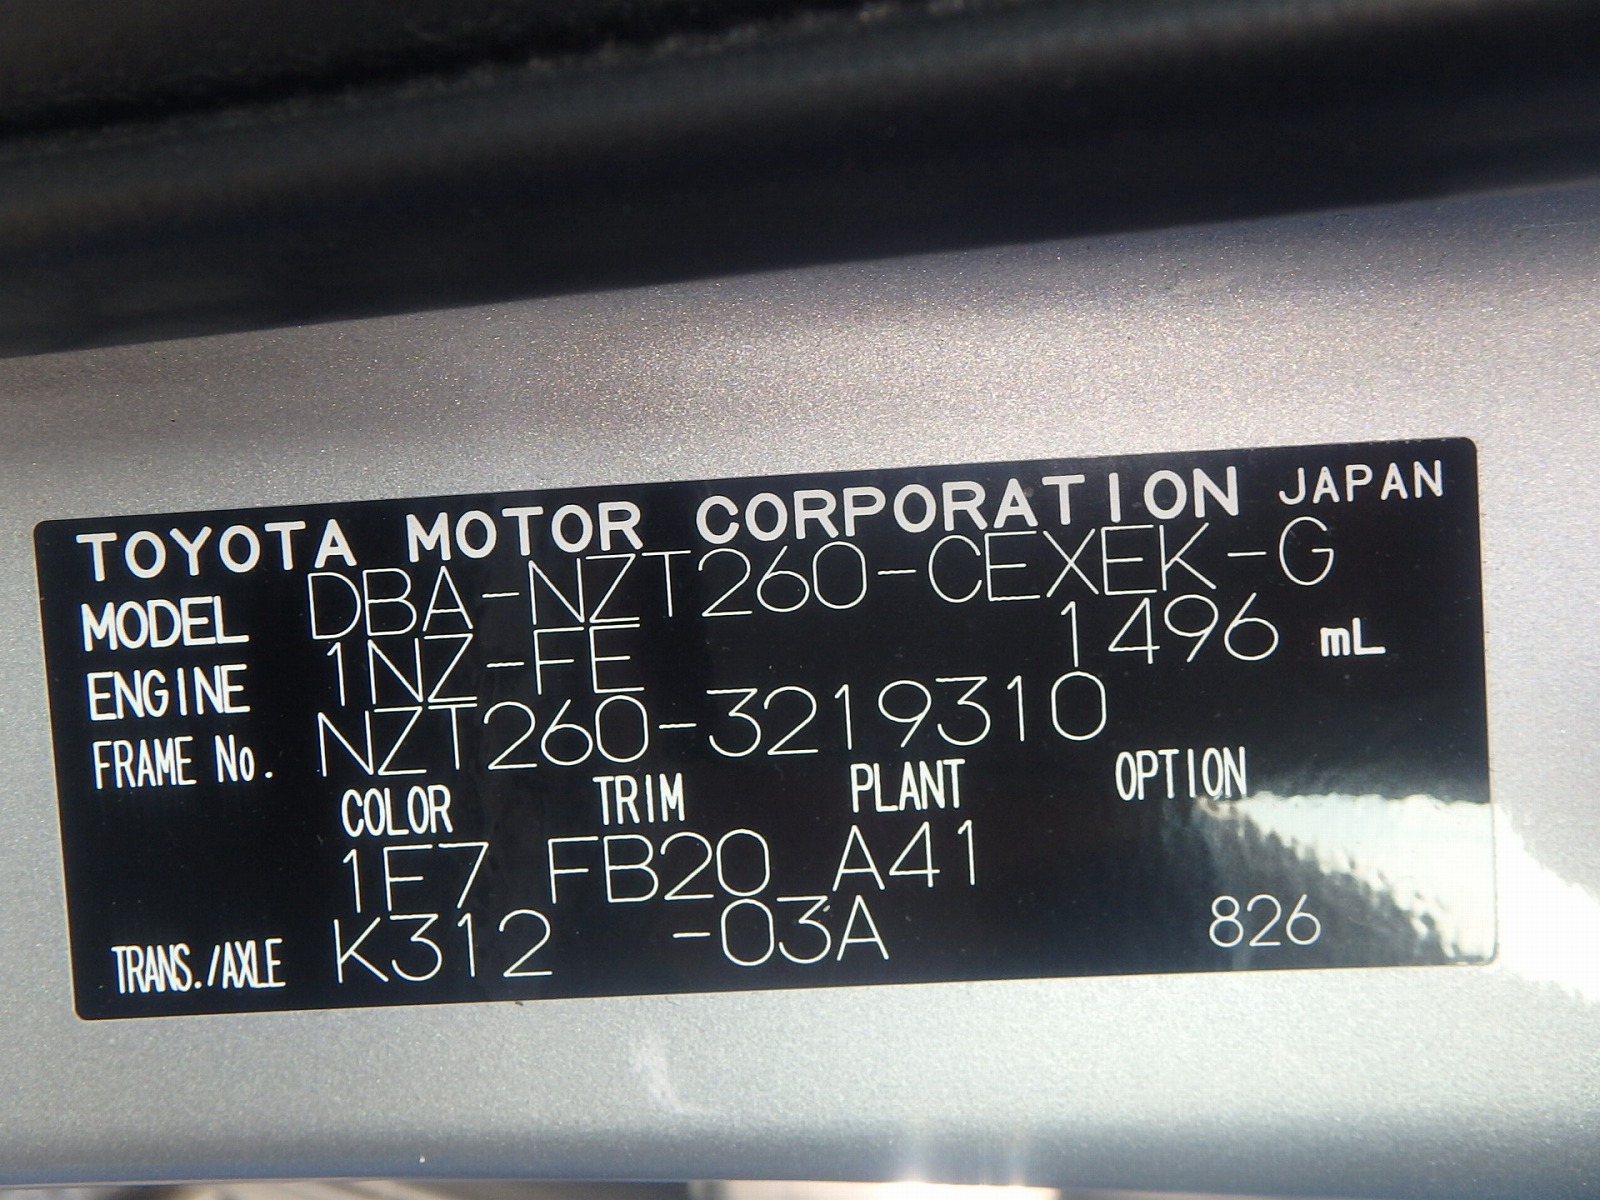 TOYOTA MOTOR CORPORATION JAPAN
MODEL DBA-NZT260-CEXEK-G
ENGINE 1NZ-FE 1496 mL
FRAME No. NZT260-3219310
COLOR TRIM PLANT OPTION
1E7 FB20 A41
TRANS./AXLE K312 -03A 826